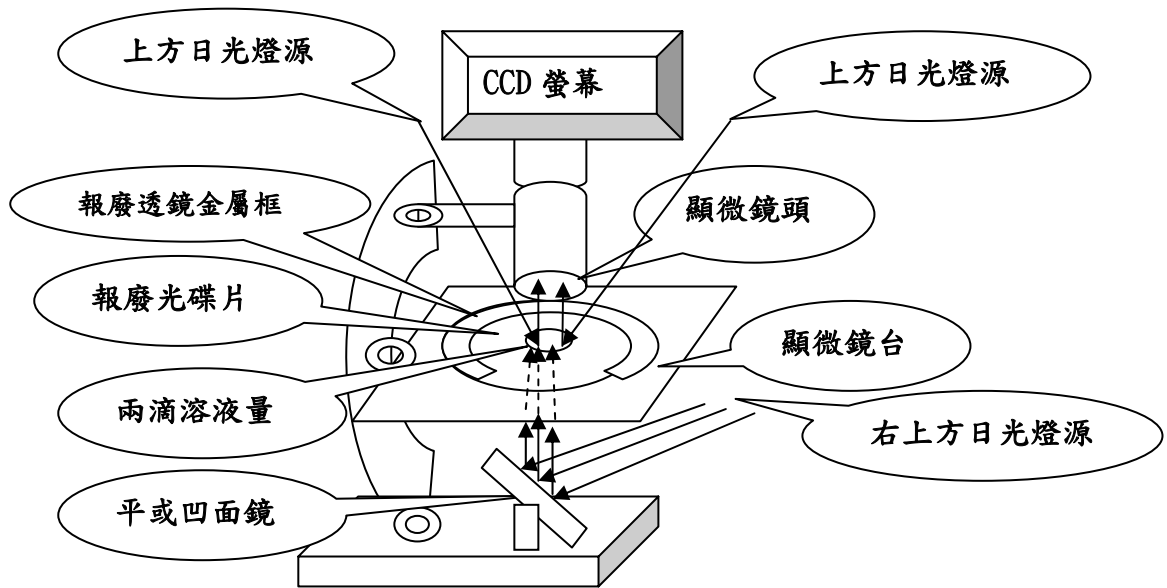 上方日光燈源
CCD 螢幕
上方日光燈源
報廢透鏡金屬框
顯微鏡頭
報廢光碟片
顯微鏡台
兩滴溶液量
右上方日光燈源
平或凹面鏡